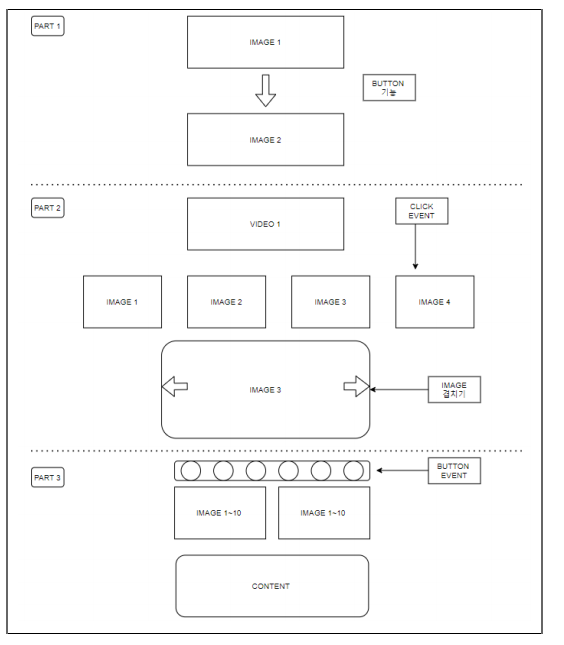 PART 1
IMAGE 1
BUTTON
기능
IMAGE 2
PART 2
VIDEO 1
CLICK
EVENT
IMAGE 1
IMAGE 2
IMAGE 3
IMAGE 4
IMAGE 3
IMAGE
겹치기
PART 3
BUTTON
EVENT
IMAGE 1~10
IMAGE 1~10
CONTENT